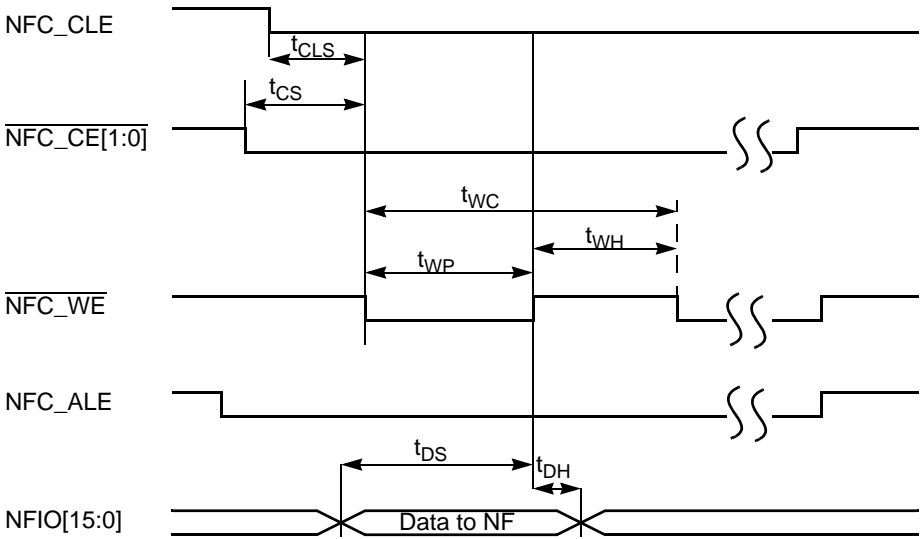 NFC_CLE
tCLS
tCS
NFC_CE[1:0]
tWC
tWH
tWP
NFC_WE
NFC_ALE
tDS
tDH
NFIO[15:0]
Data to NF